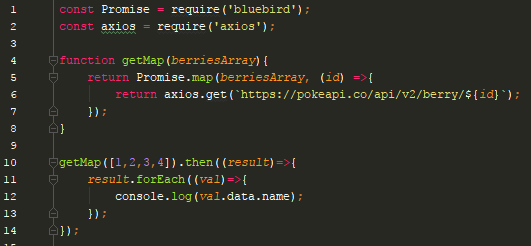 1 const Promise = require('bluebird');
2 const axios = require('axios');
3
4 function getMap(berriesArray){
5 return Promise.map(berriesArray, (id) =>{
6 return axios.get(`https://pokeapi.co/api/v2/berry/${id}`);
7 });
8 }
9
10 getMap([1,2,3,4]).then((result)=>{
11 result.forEach((val)=>{
12 console.log(val.data.name);
13 });
14 });